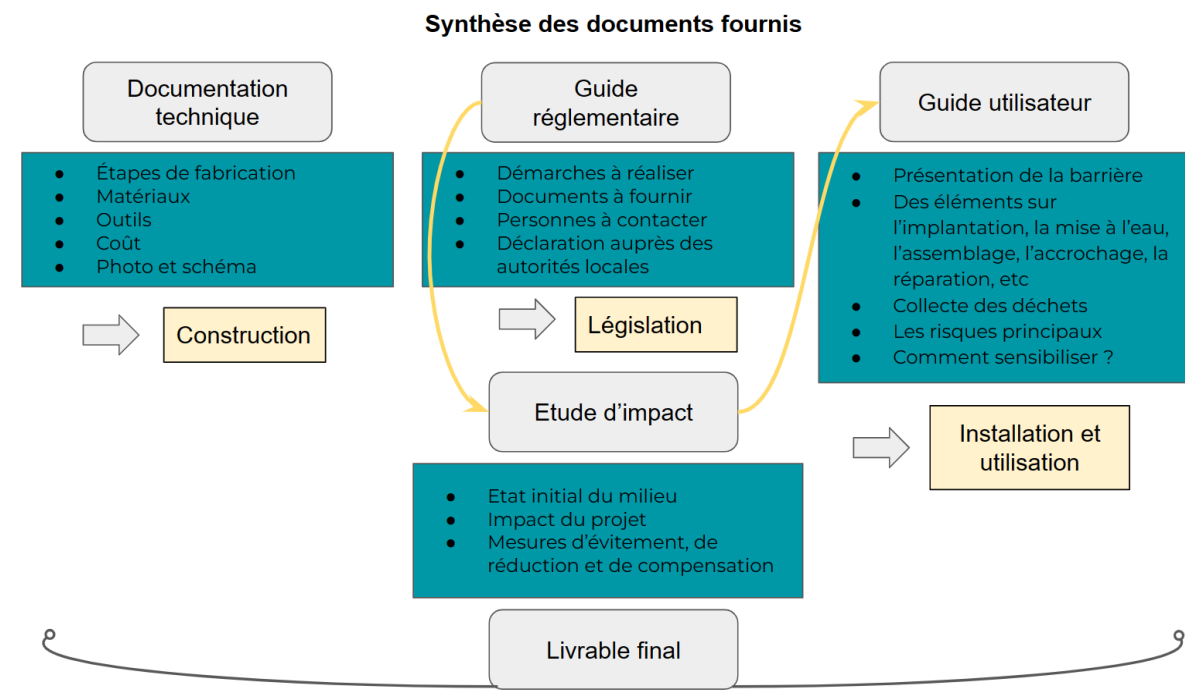 Synthèse des documents fournis
Documentation
technique
● Étapes de fabrication
● Matériaux
● Outils
● Coût
● Photo et schéma
Construction
Guide
réglementaire
● Démarches à réaliser
● Documents à fournir
● Personnes à contacter
● Déclaration auprès des
autorités locales
Législation
Etude d’impact
● Etat initial du milieu
● Impact du projet
● Mesures d’évitement, de
réduction et de compensation
Guide utilisateur
● Présentation de la barrière
● Des éléments sur
l’implantation, la mise à l’eau,
l’assemblage, l’accrochage, la
réparation, etc
● Collecte des déchets
● Les risques principaux
● Comment sensibiliser ?
Installation et
utilisation
Livrable final